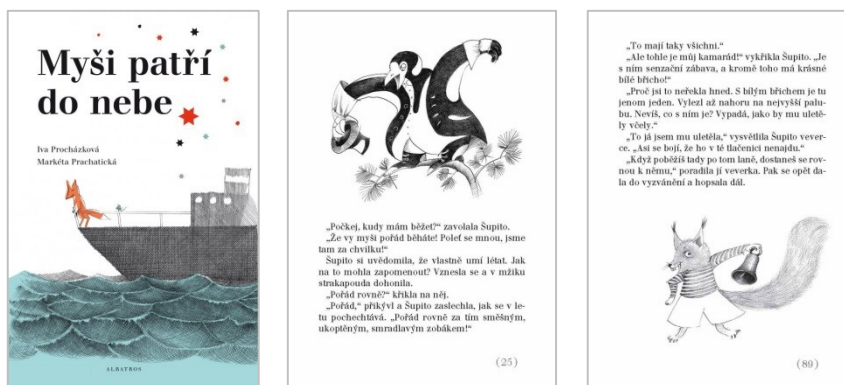 Myši patří
do nebe
Iva Procházková
Markéta Prachatická
ALBATROS
„Počkej, kudy mám běžet?“ zavolala Šupito.
„Že vy myši pořád běháte! Poleť se mnou, jsme
tam za chvilku!“
Šupito si uvědomila, že vlastně umí létat. Jak
na to mohla zapomenout? Vznesla se a v mžiku
strakapouda dohonila.
„Pořád rovně?“ křikla na něj.
„Pořád,“ přikývl a Šupito zaslechla, jak se v le-
tu pochechtává. „Pořád rovně za tím směšným,
ukoptěným, smradlavým zobákem!“
(25)
„To mají taky všichni.“
„Ale tohle je můj kamarád!“ vykřikla Šupito. „Je
s ním senzační zábava, a kromě toho má krásné
bílé břicho!“
„Proč jsi to neřekla hned. S bílým břichem je tu
jenom jeden. Vylezl až nahoru na nejvyšší palu-
bu. Nevíš, co s ním je? Vypadá, jako by mu uletě-
ly včely.“
„To já jsem mu uletěla,“ vysvětlila Šupito vever-
ce. „Asi se bojí, že ho v té tlačenici nenajdu.“
„Když poběžíš tady po tom laně, dostaneš se rov-
nou k němu,“ poradila jí veverka. Pak se opět da-
la do vyzvánění a hopsala dál.
(89)